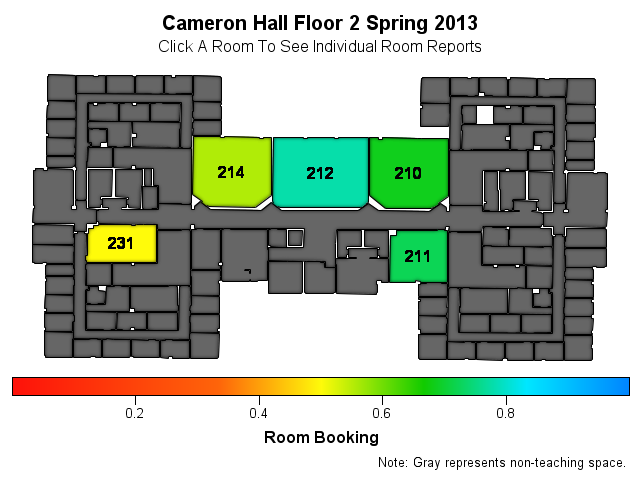 Cameron Hall Floor 2 Spring 2013
Click A Room To See Individual Room Reports
214
212
210
231
211
0.2
0.4
0.6
0.8
Room Booking
Note: Gray represents non-teaching space.